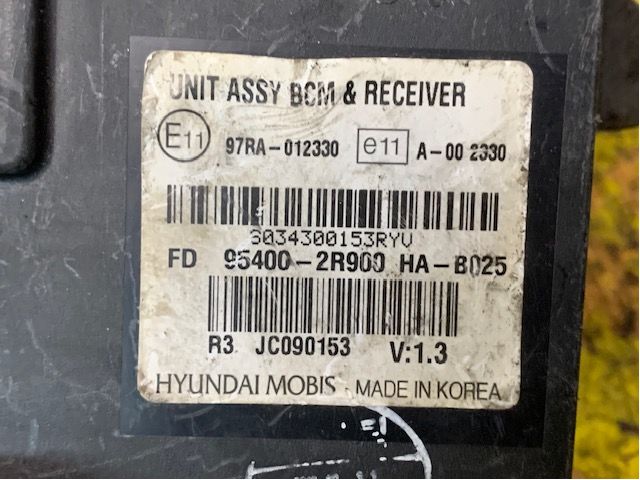 UNIT ASSY BCM & RECEIVER
E11 97RA-012330 e11 A-00 2330
S034300153RYV
FD 95400-2R900 HA-B025
R3 JC090153 V:1.3
HYUNDAI MOBIS - MADE IN KOREA